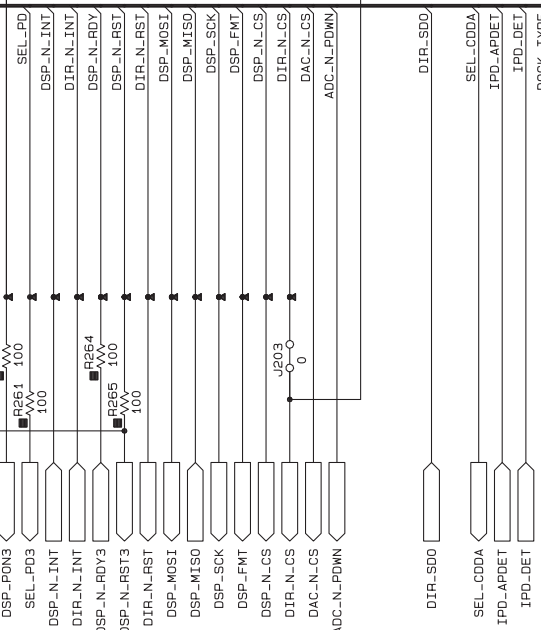 SEL_PD
DSP_N_INT
DIR_N_INT
DSP_N_RDY
DSP_N_RST
DIR_N_RST
DSP_MOSI
DSP_MISO
DSP_SCK
DSP_FMT
DSP_N_CS
DIR_N_CS
DAC_N_CS
ADC_N_PDWN
DIR_SDO
SEL_CDDA
IPD_APDET
IPD_DET
100
R261
100
R264
100
R265
100
J203
0
DSP_PON3
SEL_PD3
DSP_N_INT
DIR_N_INT
DSP_N_RDY3
DSP_N_RST3
DIR_N_RST
DSP_MOSI
DSP_MISO
DSP_SCK
DSP_FMT
DSP_N_CS
DIR_N_CS
DAC_N_CS
ADC_N_PDWN
DIR_SDO
SEL_CDDA
IPD_APDET
IPD_DET